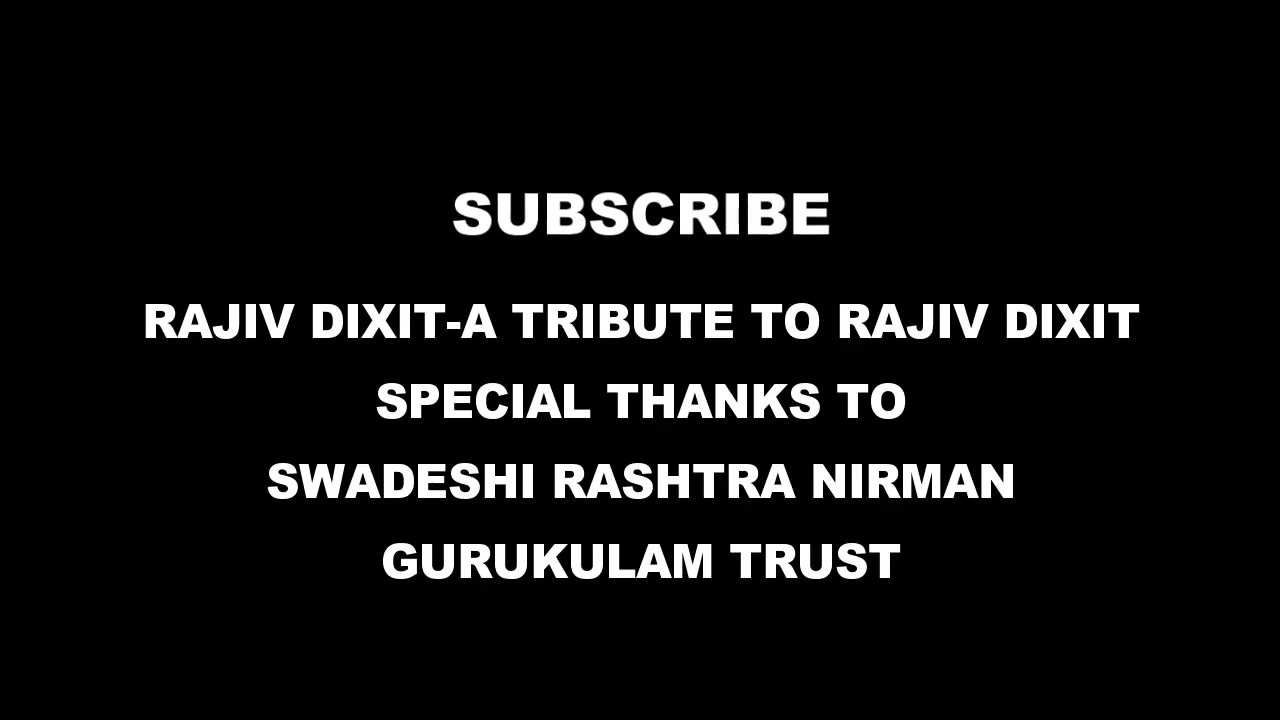 SUBSCRIBE
RAJIV DIXIT-A TRIBUTE TO RAJIV DIXIT
SPECIAL THANKS TO
SWADESHI RASHTRA NIRMAN
GURUKULAM TRUST